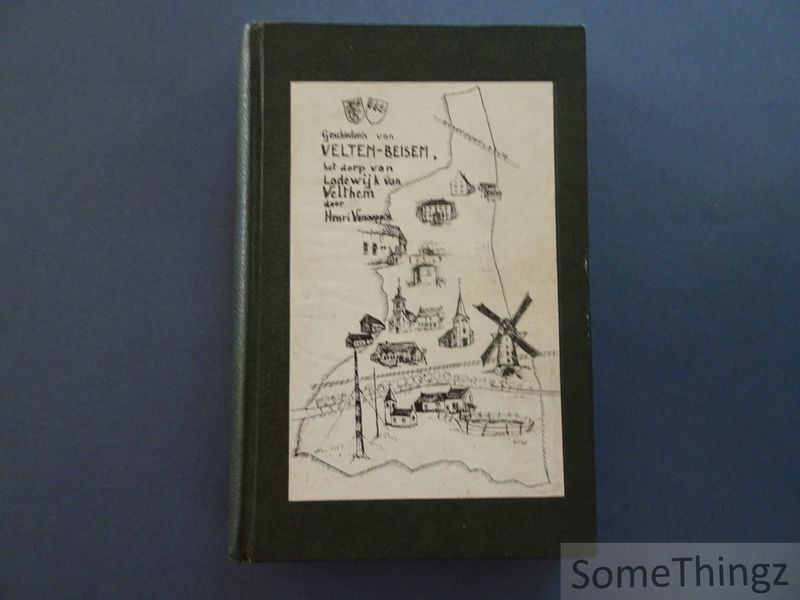 Geschiedenis van
VELTEM-BEISEM,
het dorp van
Lodewijk van
Velthem
door
Henri
SomeThingz